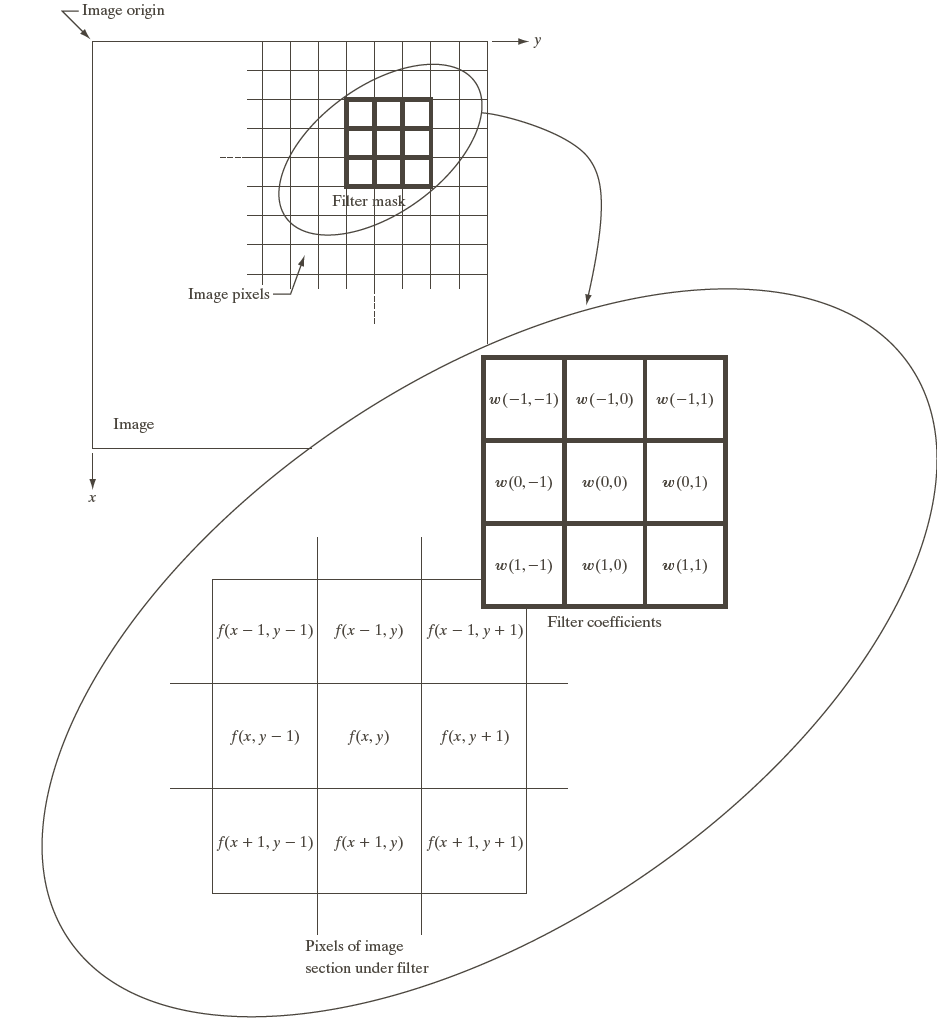 Image origin
y
Filter mask
Image pixels
Image
x
w(−1,−1) w(−1,0) w(−1,1)
w(0,−1) w(0,0) w(0,1)
w(1,−1) w(1,0) w(1,1)
Filter coefficients
f(x − 1, y − 1) f(x − 1, y) f(x − 1, y + 1)
f(x, y − 1) f(x, y) f(x, y + 1)
f(x + 1, y − 1) f(x + 1, y) f(x + 1, y + 1)
Pixels of image
section under filter